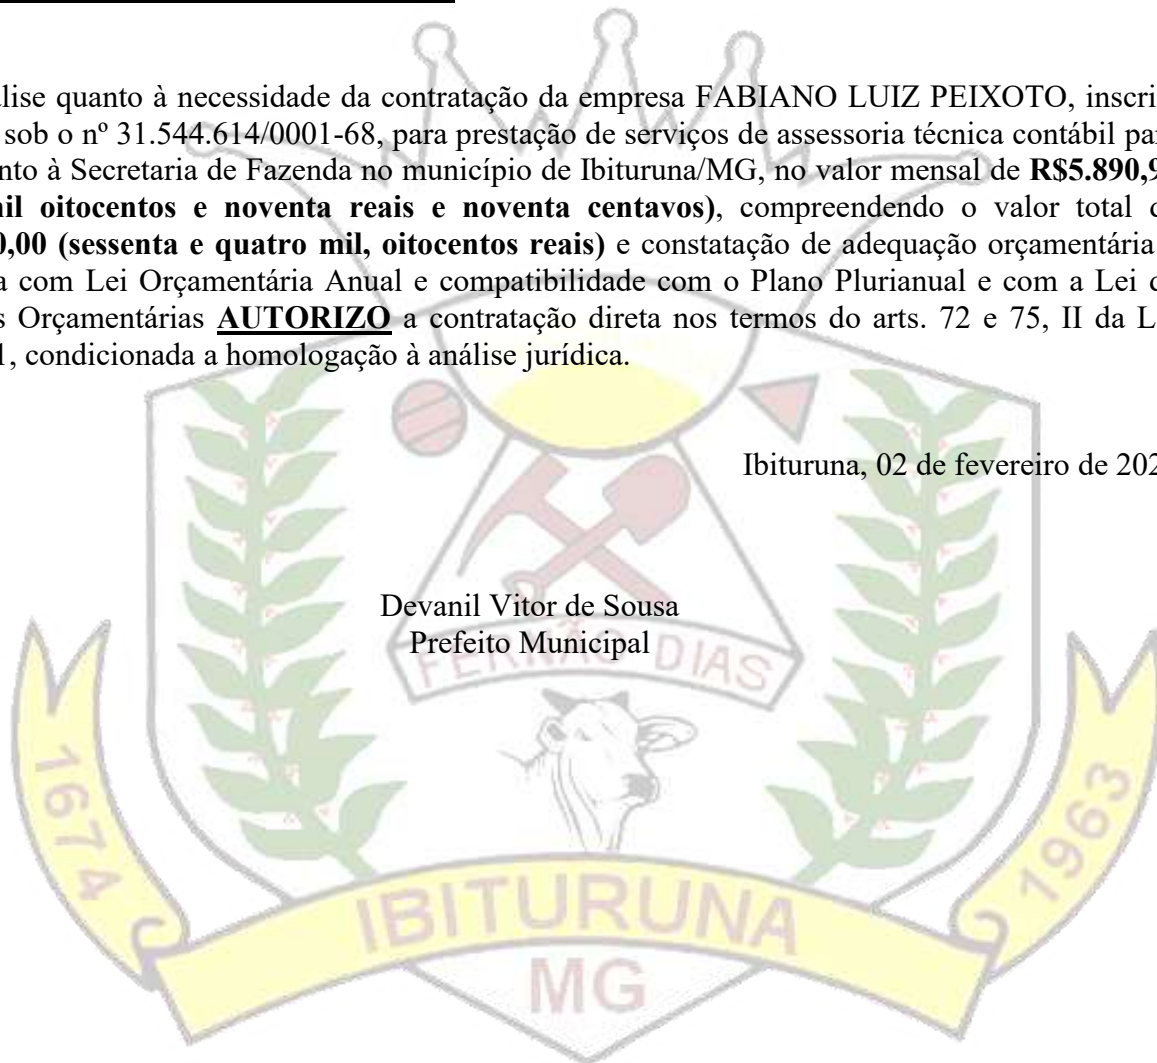 lise quanto à necessidade da contratação da empresa FABIANO LUIZ PEIXOTO, inscri
sob o nº 31.544.614/0001-68, para prestação de serviços de assessoria técnica contábil par
nto à Secretaria de Fazenda no município de Ibituruna/MG, no valor mensal de R$5.890,9
il oitocentos e noventa reais e noventa centavos), compreendendo o valor total d
0,00 (sessenta e quatro mil, oitocentos reais) e constatação de adequação orçamentária
a com Lei Orçamentária Anual e compatibilidade com o Plano Plurianual e com a Lei d
s Orçamentárias AUTORIZO a contratação direta nos termos do arts. 72 e 75, II da L
1, condicionada a homologação à análise jurídica.
Ibituruna, 02 de fevereiro de 202
Devanil Vitor de Sousa
Prefeito Municipal
FERNÃO DIAS
1674
1963
IBITURUNA
MG